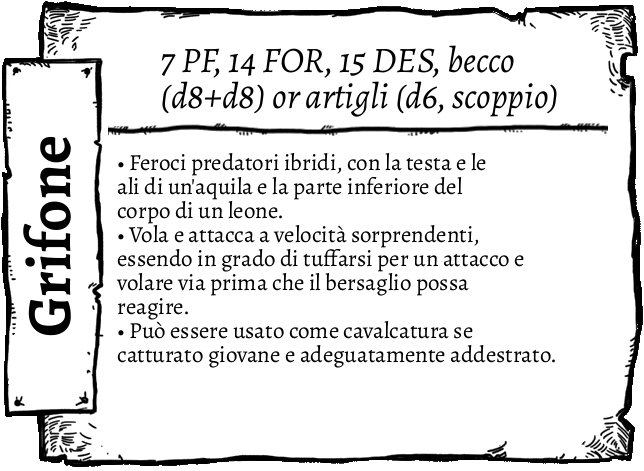 Grifone
7 PF, 14 FOR, 15 DES, becco
(d8+d8) or artigli (d6, scoppio)
• Feroci predatori ibridi, con la testa e le
ali di un'aquila e la parte inferiore del
corpo di un leone.
• Vola e attacca a velocità sorprendenti,
essendo in grado di tuffarsi per un attacco e
volare via prima che il bersaglio possa
reagire.
• Può essere usato come cavalcatura se
catturato giovane e adeguatamente addestrato.